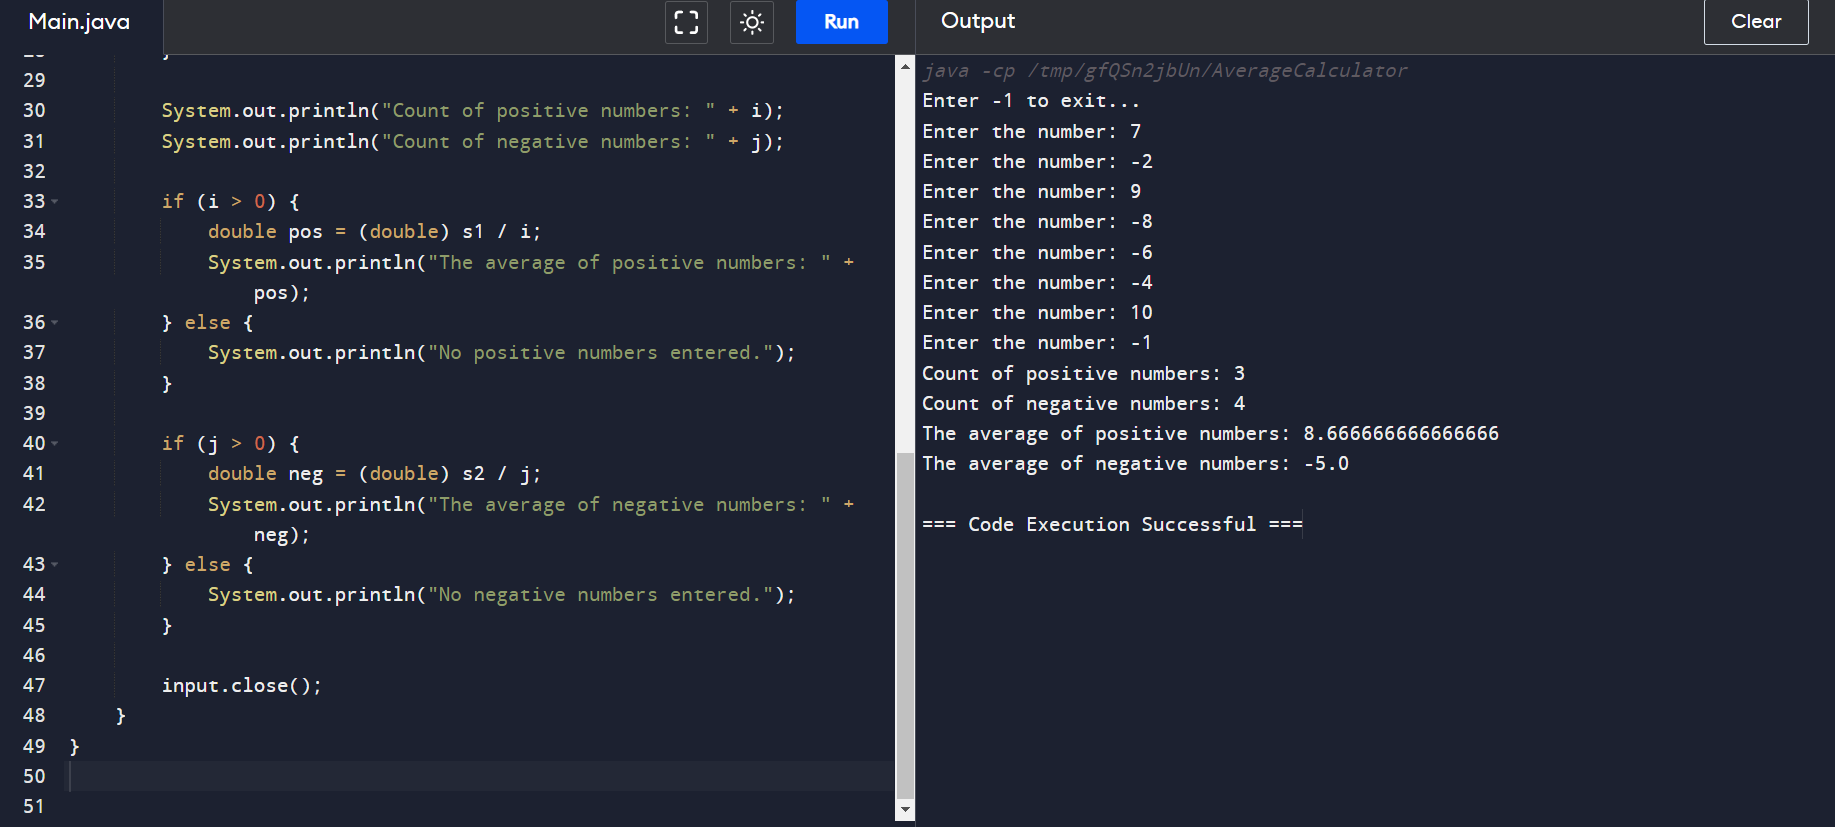 Main.java
Run
29
30 System.out.println("Count of positive numbers: " + i);
31 System.out.println("Count of negative numbers: " + j);
32
33 if (i > 0) {
34 double pos = (double) s1 / i;
35 System.out.println("The average of positive numbers: " +
pos);
36 } else {
37 System.out.println("No positive numbers entered.");
38 }
39
40 if (j > 0) {
41 double neg = (double) s2 / j;
42 System.out.println("The average of negative numbers: " +
neg);
43 } else {
44 System.out.println("No negative numbers entered.");
45 }
46
47 input.close();
48 }
49 }
50
51
Output
Clear
java -cp /tmp/gfQSn2jbUn/AverageCalculator
Enter -1 to exit...
Enter the number: 7
Enter the number: -2
Enter the number: 9
Enter the number: -8
Enter the number: -6
Enter the number: -4
Enter the number: 10
Enter the number: -1
Count of positive numbers: 3
Count of negative numbers: 4
The average of positive numbers: 8.666666666666666
The average of negative numbers: -5.0
=== Code Execution Successful ===